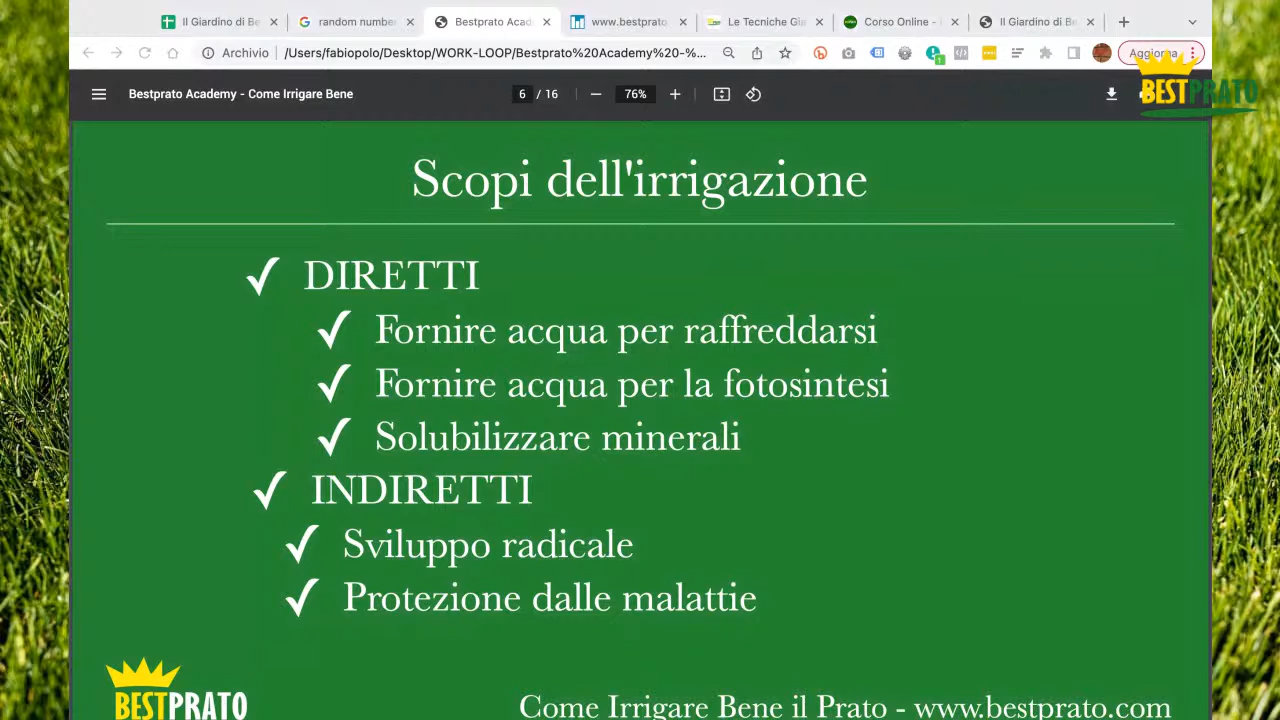 Il Giardino di Be
random number
Bestprato Acad
www.bestprato
Le Tecniche Gia
Corso Online -
Il Giardino di Be
Archivio
/Users/fabiopolo/Desktop/WORK-LOOP/Bestprato%20Academy%20-%...
Aggiorna
Bestprato Academy - Come Irrigare Bene
6 / 16
76%
BESTPRATO
Scopi dell'irrigazione
DIRETTI
Fornire acqua per raffreddarsi
Fornire acqua per la fotosintesi
Solubilizzare minerali
INDIRETTI
Sviluppo radicale
Protezione dalle malattie
BESTPRATO
Come Irrigare Bene il Prato - www.bestprato.com